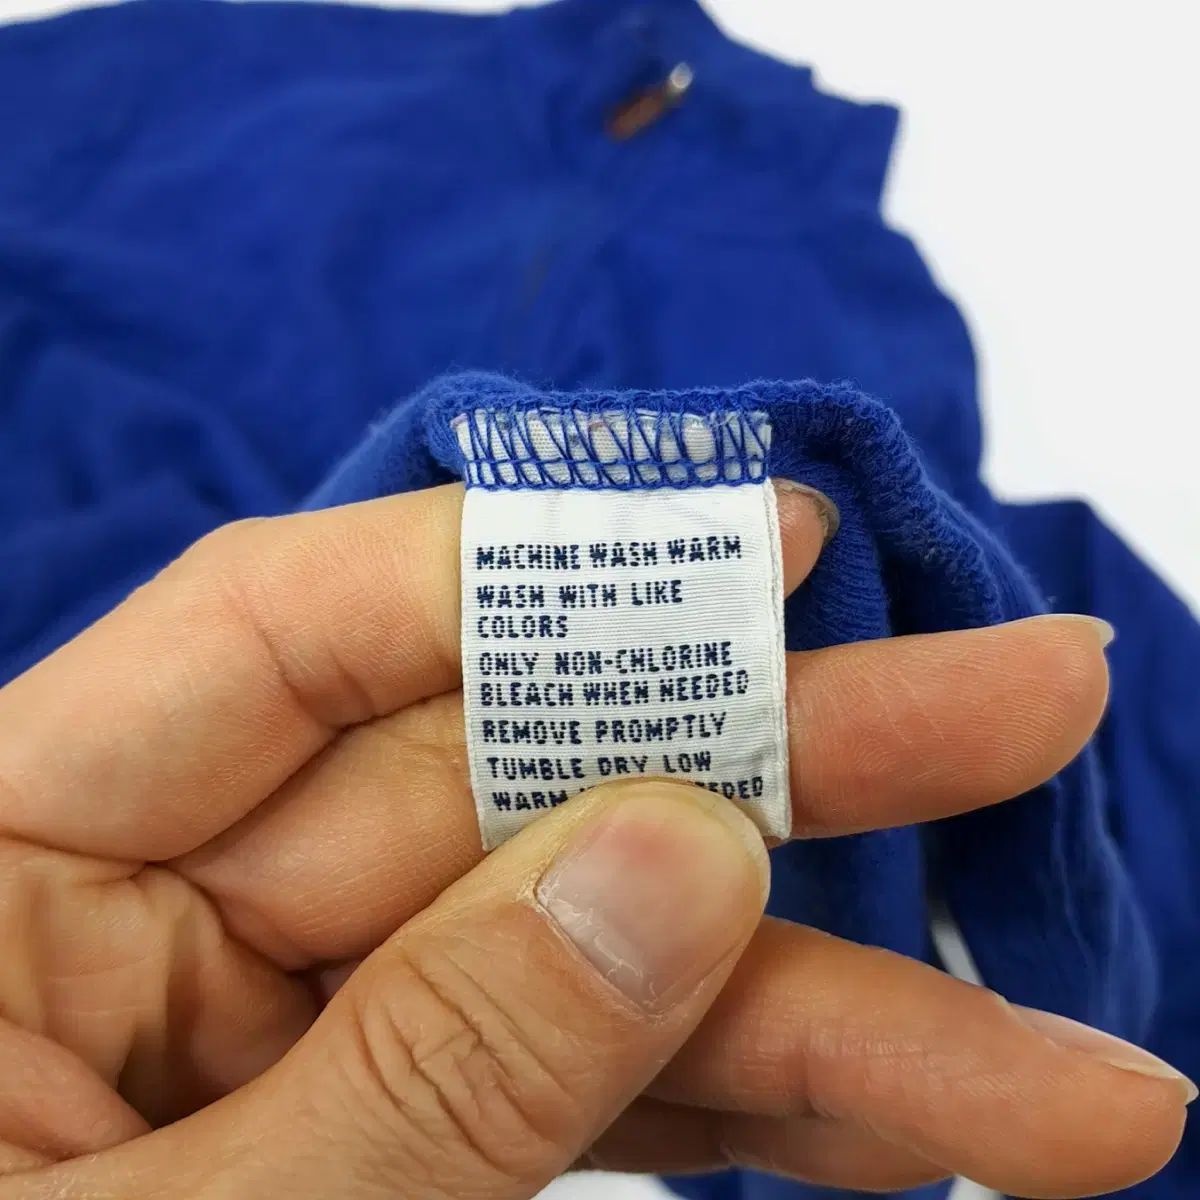 MACHINE WASH WARM
WASH WITH LIKE
COLORS
ONLY NON-CHLORINE
BLEACH WHEN NEEDED
REMOVE PROMPTLY
TUMBLE DRY LOW
WARM